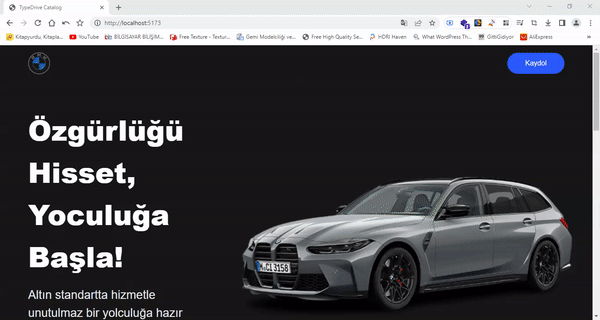 TypeDrive Catalog
http://localhost:5173
Kitapyurdu, Kitapla...
YouTube
BİLGİSAYAR BİLİŞİM...
Free Texture - Textur...
Gemi Modelciliği ve...
Free High Quality Se...
HDRI Haven
What WordPress Th...
GittiGidiyor
AliExpress
Kaydol
Özgürlüğü
Hisset,
Yoculuğa
Başla!
Altın standartta hizmetle
unutulmaz bir yolculuğa hazır
M CL 3158